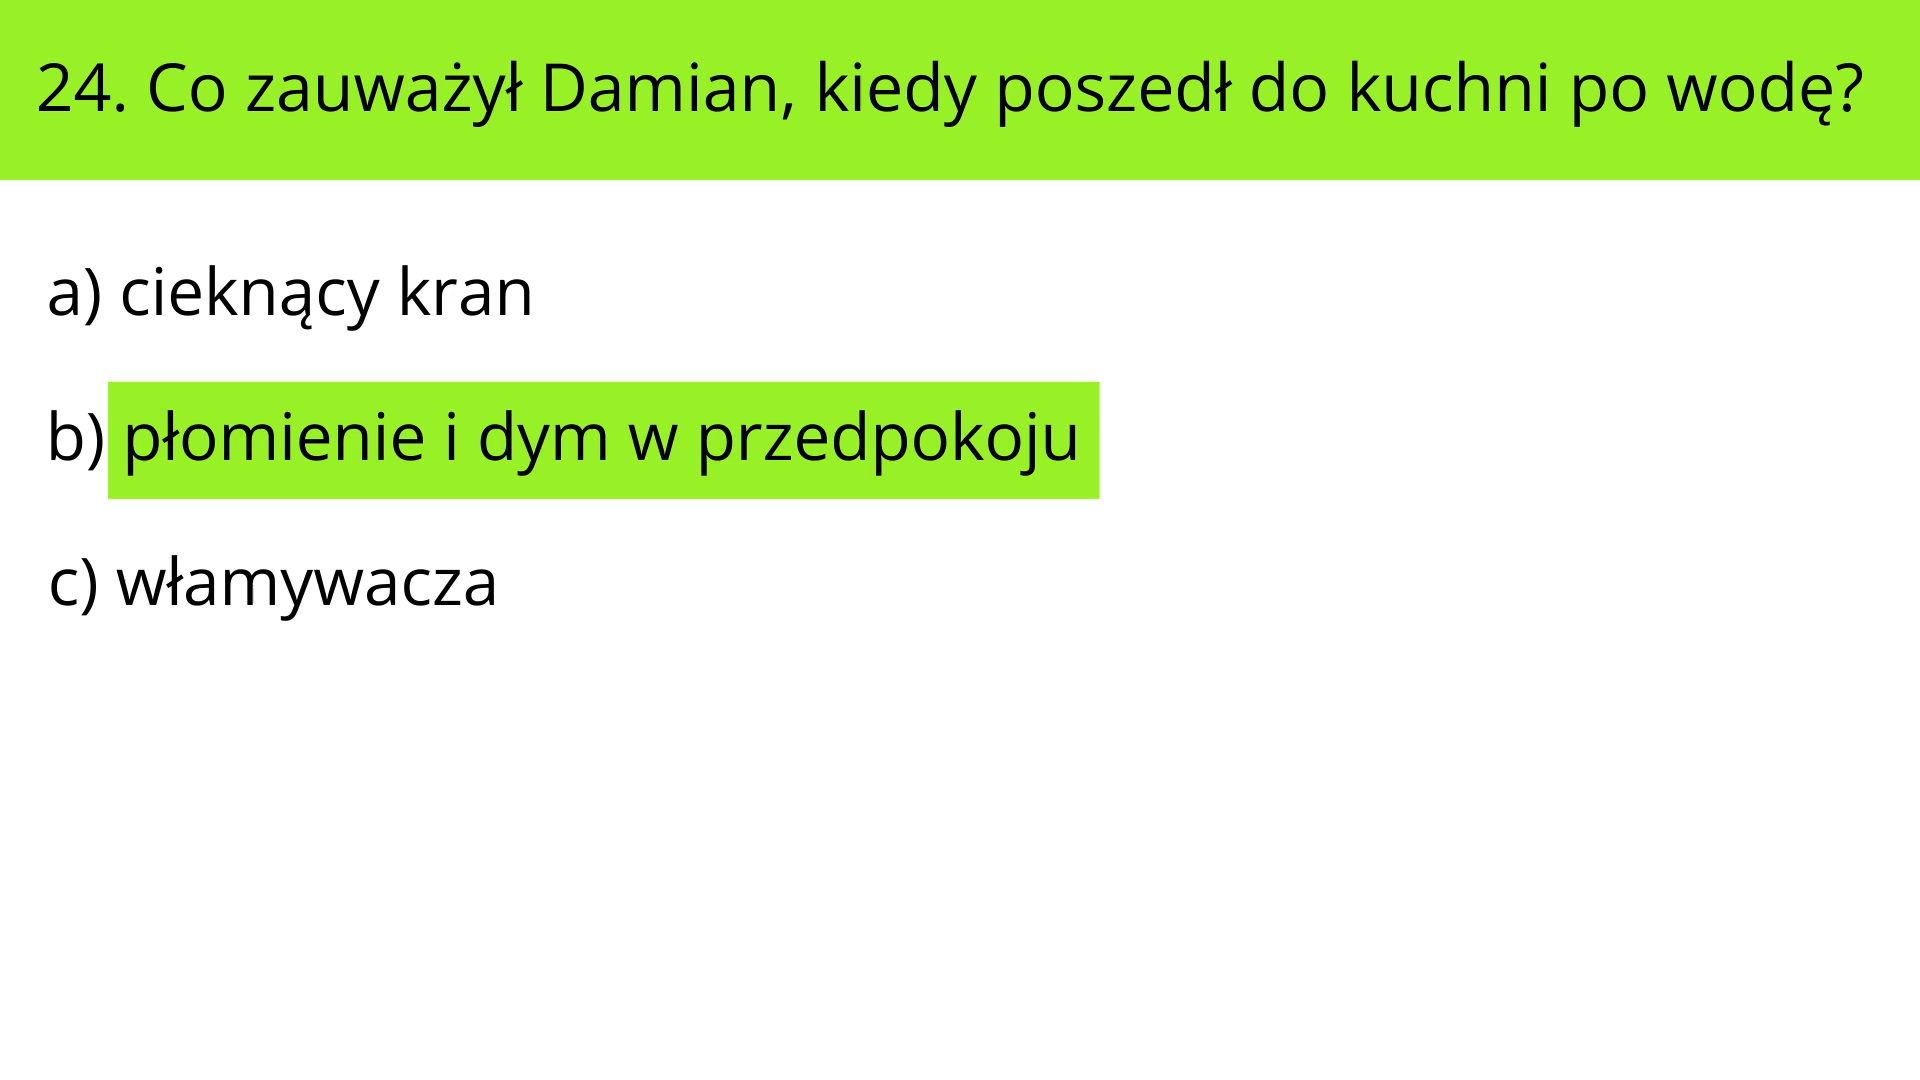 24. Co zauważył Damian, kiedy poszedł do kuchni po wodę?
a) cieknący kran
b) płomienie i dym w przedpokoju
c) włamywacza